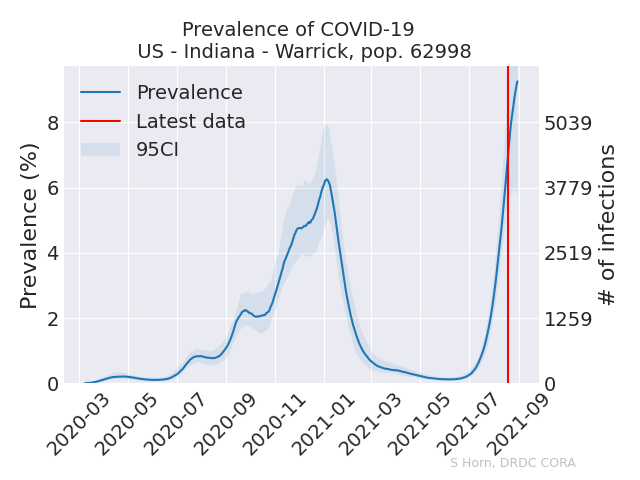 Prevalence of COVID-19
US - Indiana - Warrick, pop. 62998
Prevalence
Latest data
95CI
Prevalence (%)
8
6
4
2
0
5039
3779
2519
1259
0
# of infections
2020-03
2020-05
2020-07
2020-09
2020-11
2021-01
2021-03
2021-05
2021-07
2021-09
S Horn, DRDC CORA